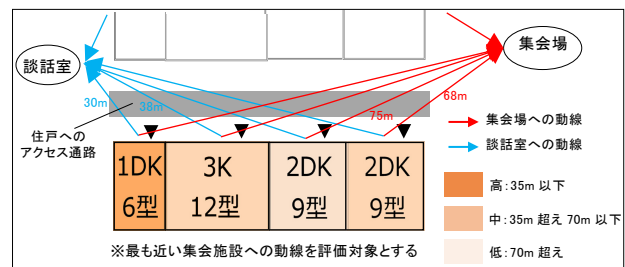 談話室
集会場
30m
38m
75m
68m
住戸への
アクセス通路
集会場への動線
談話室への動線
1DK
6型
3K
12型
2DK
9型
2DK
9型
高:35m 以下
中:35m 超え 70m 以下
低:70m 超え
※最も近い集会施設への動線を評価対象とする